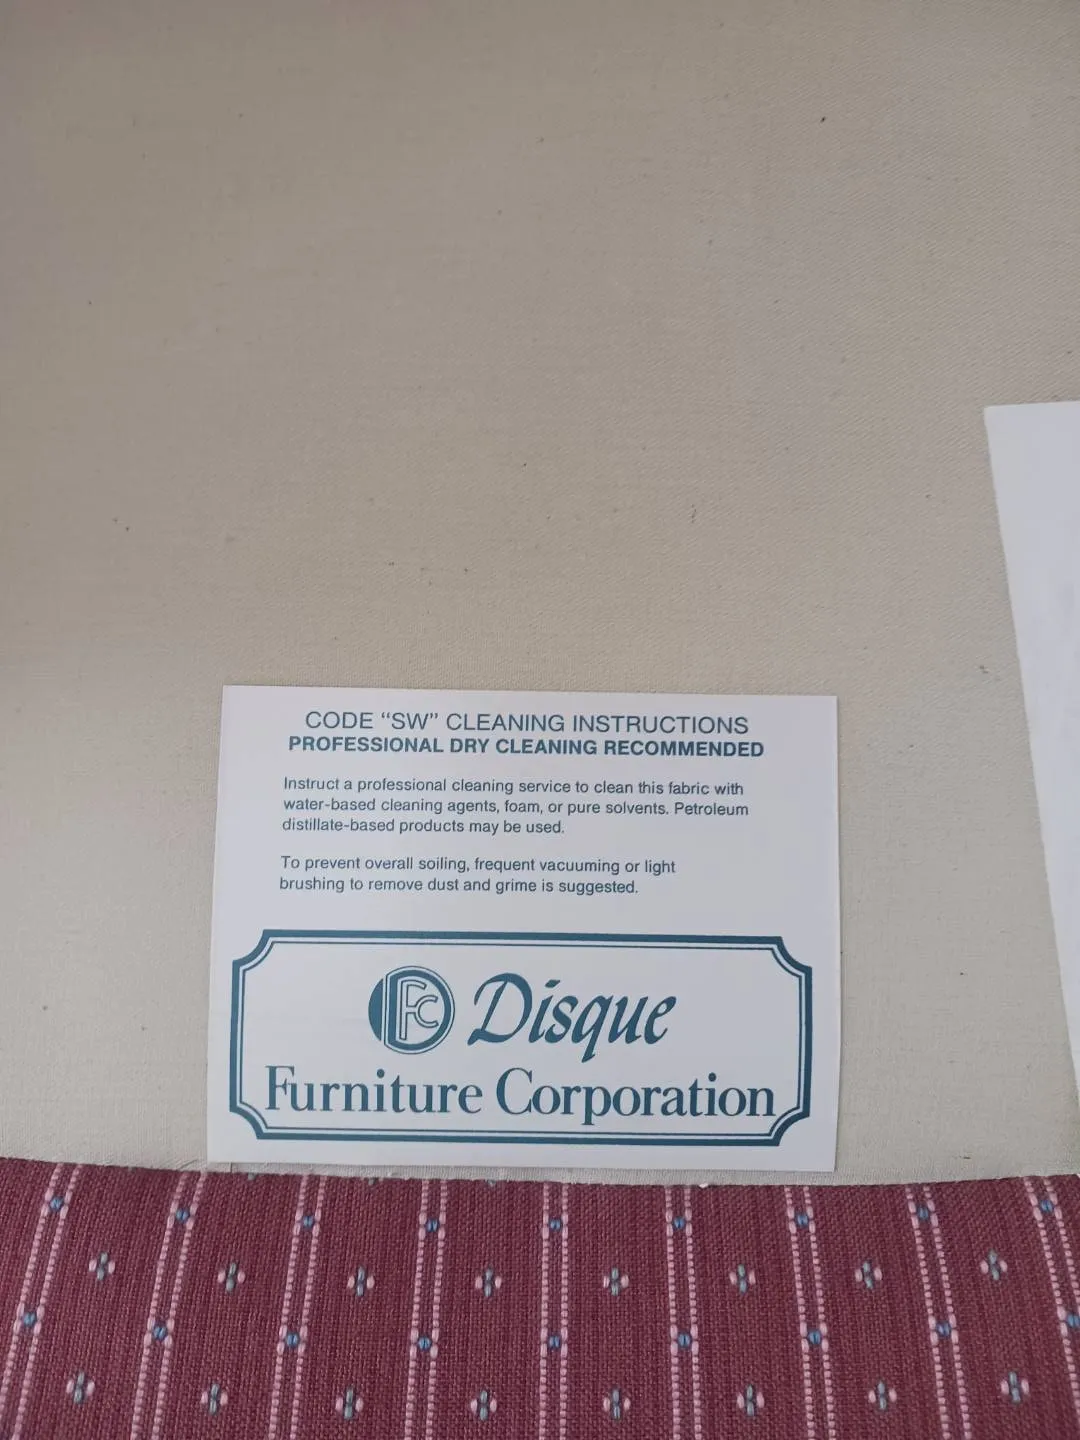 CODE “SW” CLEANING INSTRUCTIONS
PROFESSIONAL DRY CLEANING RECOMMENDED
Instruct a professional cleaning service to clean this fabric with
water-based cleaning agents, foam, or pure solvents. Petroleum
distillate-based products may be used.
To prevent overall soiling, frequent vacuuming or light
brushing to remove dust and grime is suggested.
DFC Disque
Furniture Corporation